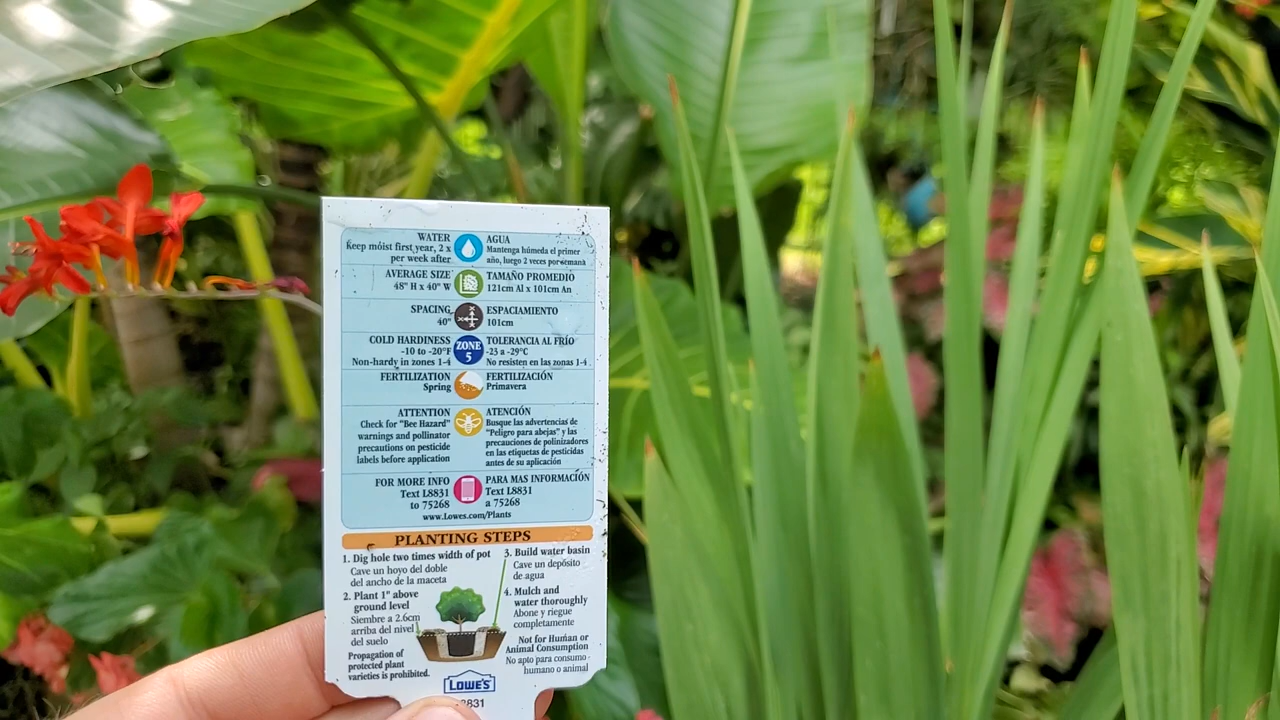 WATER
Keep moist first year, 2 x
per week after
AGUA
Mantenga húmeda el primer
año, luego 2 veces por semana
AVERAGE SIZE
48" H x 40" W
TAMAÑO PROMEDIO
121cm Al x 101cm An
SPACING
40"
ESPACIAMIENTO
101cm
COLD HARDINESS
-10 to -20°F
Non-hardy in zones 1-4
ZONE
5
TOLERANCIA AL FRÍO
-23 a -29°C
No resisten en las zonas 1-4
FERTILIZATION
Spring
FERTILIZACIÓN
Primavera
ATTENTION
Check for "Bee Hazard"
warnings and pollinator
precautions on pesticide
labels before application
ATENCIÓN
Busque las advertencias de
"Peligro para abejas" y las
precauciones de polinizadores
en las etiquetas de pesticidas
antes de su aplicación
FOR MORE INFO
Text L8831
to 75268
PARA MAS INFORMACIÓN
Text L8831
a 75268
www.Lowes.com/Plants
PLANTING STEPS
1. Dig hole two times width of pot
Cave un hoyo del doble
del ancho de la maceta
2. Plant 1" above
ground level
Siembre a 2.6cm
arriba del nivel
del suelo
Propagation of
protected plant
varieties is prohibited.
3. Build water basin
Cave un depósito
de agua
4. Mulch and
water thoroughly
Abone y riegue
completamente
Not for Human or
Animal Consumption
No apto para consumo
humano o animal
LOWE'S
8831